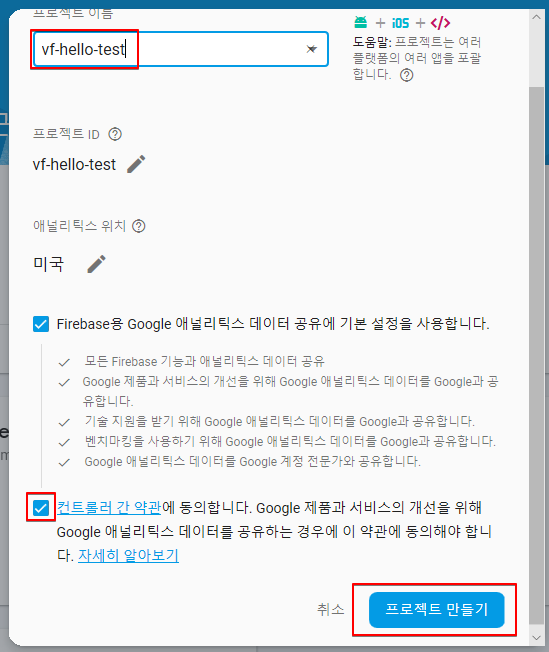 프로젝트 이름
vf-hello-test
+ iOS + </>
도움말: 프로젝트는 여러
플랫폼의 여러 앱을 포괄
합니다.
프로젝트 ID
vf-hello-test
애널리틱스 위치
미국
Firebase용 Google 애널리틱스 데이터 공유에 기본 설정을 사용합니다.
모든 Firebase 기능과 애널리틱스 데이터 공유
Google 제품과 서비스의 개선을 위해 Google 애널리틱스 데이터를 Google과 공
유합니다.
기술 지원을 받기 위해 Google 애널리틱스 데이터를 Google과 공유합니다.
벤치마킹을 사용하기 위해 Google 애널리틱스 데이터를 Google과 공유합니다.
Google 애널리틱스 데이터를 Google 계정 전문가와 공유합니다.
컨트롤러 간 약관에 동의합니다. Google 제품과 서비스의 개선을 위해
Google 애널리틱스 데이터를 공유하는 경우에 이 약관에 동의해야 합니
다. 자세히 알아보기
취소
프로젝트 만들기